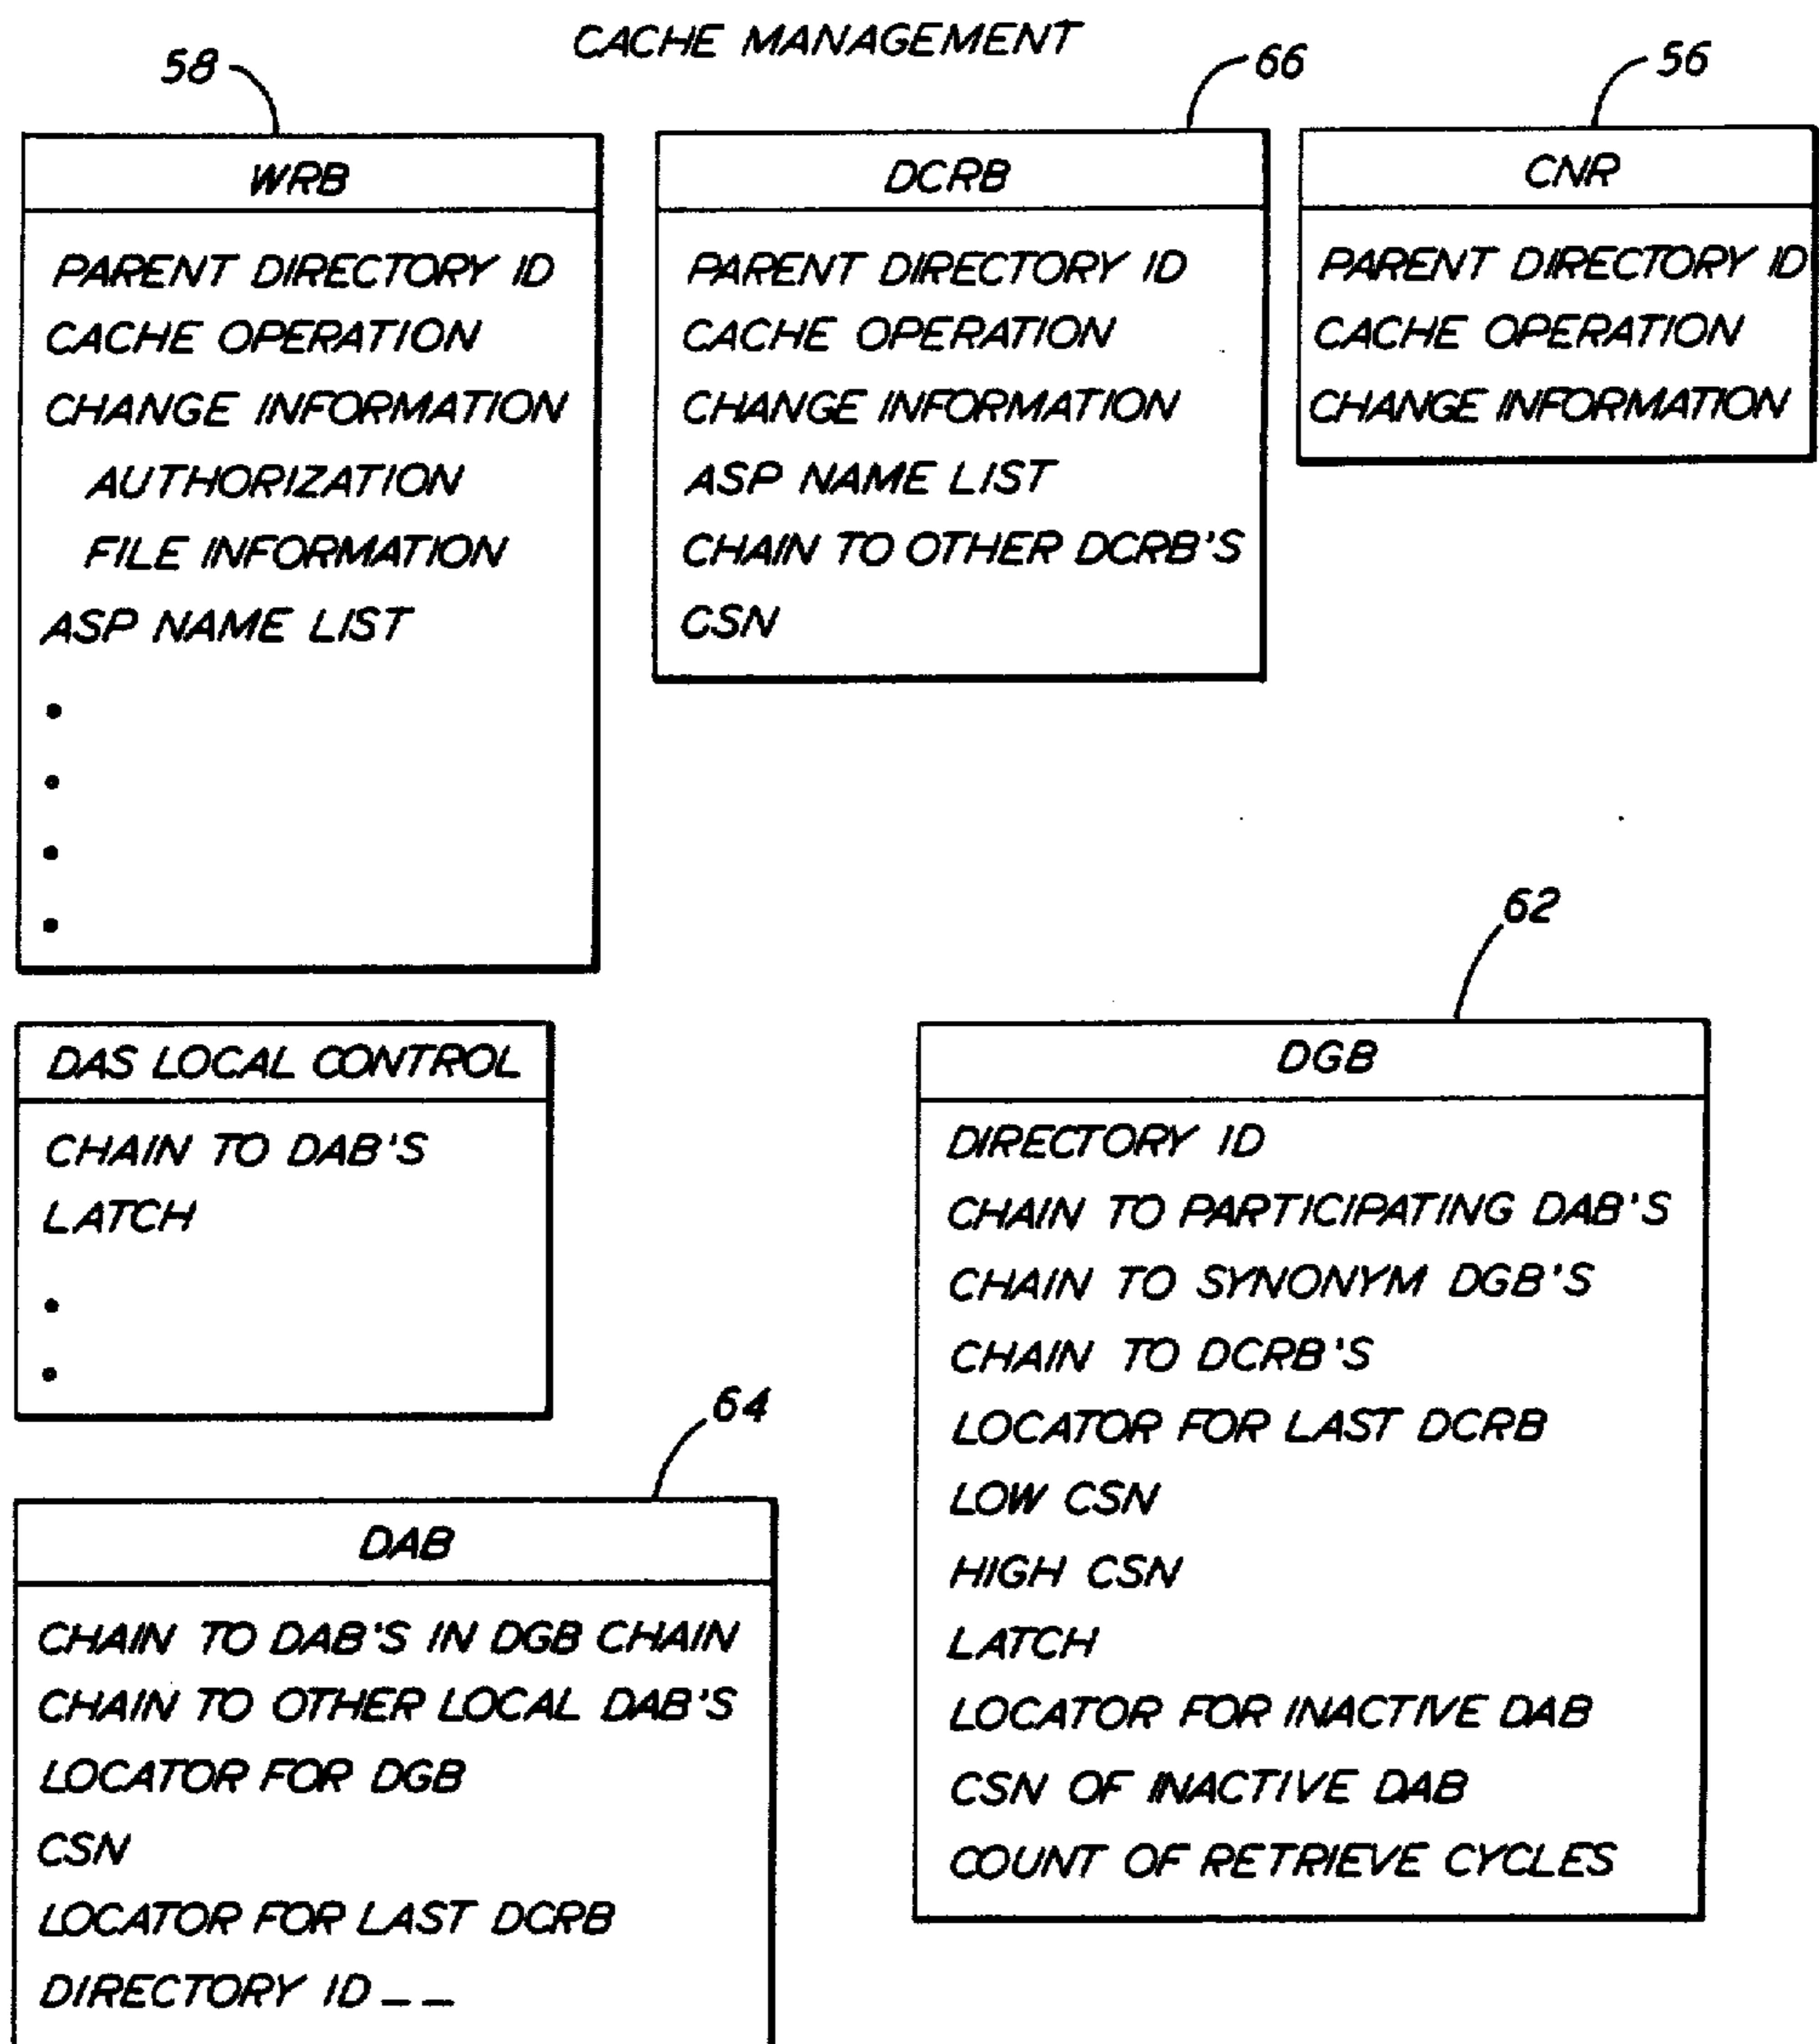 CACHE MANAGEMENT
58
WRB
PARENT DIRECTORY ID
CACHE OPERATION
CHANGE INFORMATION
AUTHORIZATION
FILE INFORMATION
ASP NAME LIST
66
DCRB
PARENT DIRECTORY ID
CACHE OPERATION
CHANGE INFORMATION
ASP NAME LIST
CHAIN TO OTHER DCRB'S
CSN
56
CNR
PARENT DIRECTORY ID
CACHE OPERATION
CHANGE INFORMATION
DAS LOCAL CONTROL
CHAIN TO DAB'S
LATCH
62
DGB
DIRECTORY ID
CHAIN TO PARTICIPATING DAB'S
CHAIN TO SYNONYM DGB'S
CHAIN TO DCRB'S
LOCATOR FOR LAST DCRB
LOW CSN
HIGH CSN
LATCH
LOCATOR FOR INACTIVE DAB
CSN OF INACTIVE DAB
COUNT OF RETRIEVE CYCLES
64
DAB
CHAIN TO DAB'S IN DGB CHAIN
CHAIN TO OTHER LOCAL DAB'S
LOCATOR FOR DGB
CSN
LOCATOR FOR LAST DCRB
DIRECTORY ID _ _